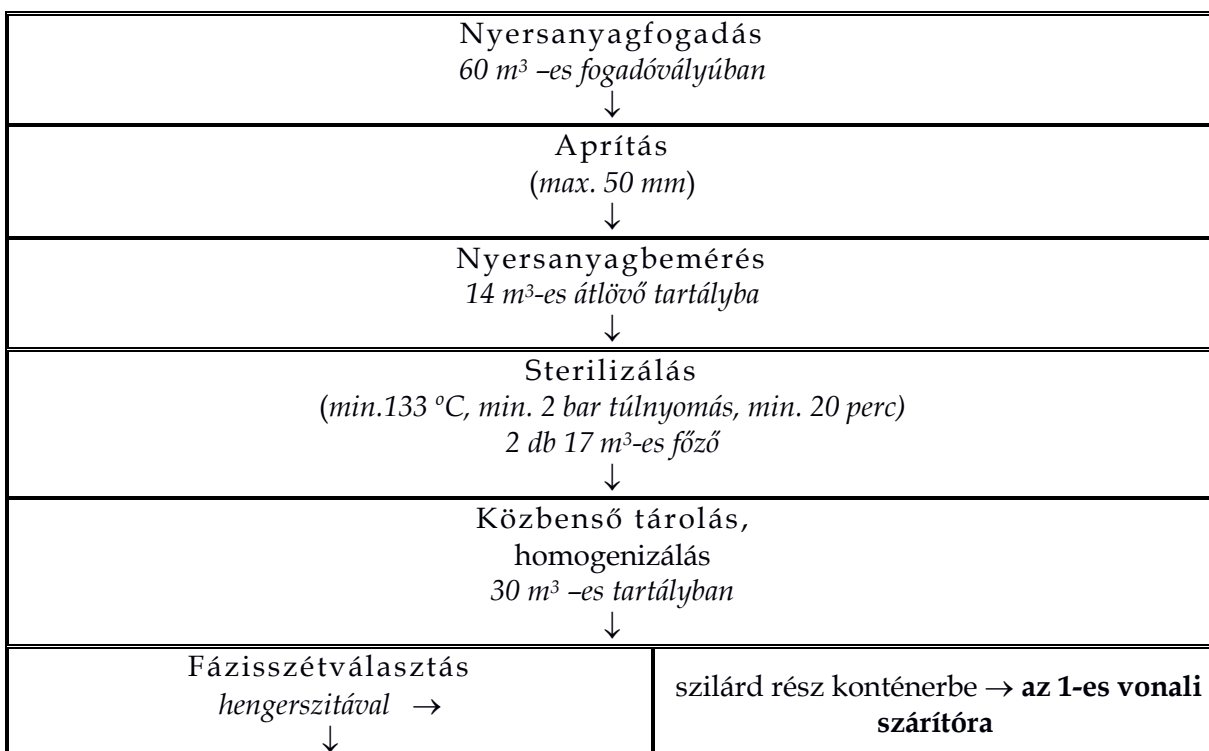 Nyersanyagfogadás
60 m³ –es fogadóvályúban
↓
Aprítás
(max. 50 mm)
↓
Nyersanyagbemérés
14 m³-es átlövő tartályba
↓
Sterilizálás
(min.133 ºC, min. 2 bar túlnyomás, min. 20 perc)
2 db 17 m³-es főző
↓
Közbenső tárolás,
homogenizálás
30 m³ –es tartályban
↓
Fázisszétválasztás
hengerszitával →
↓
szilárd rész konténerbe → az 1-es vonali
szárítóra